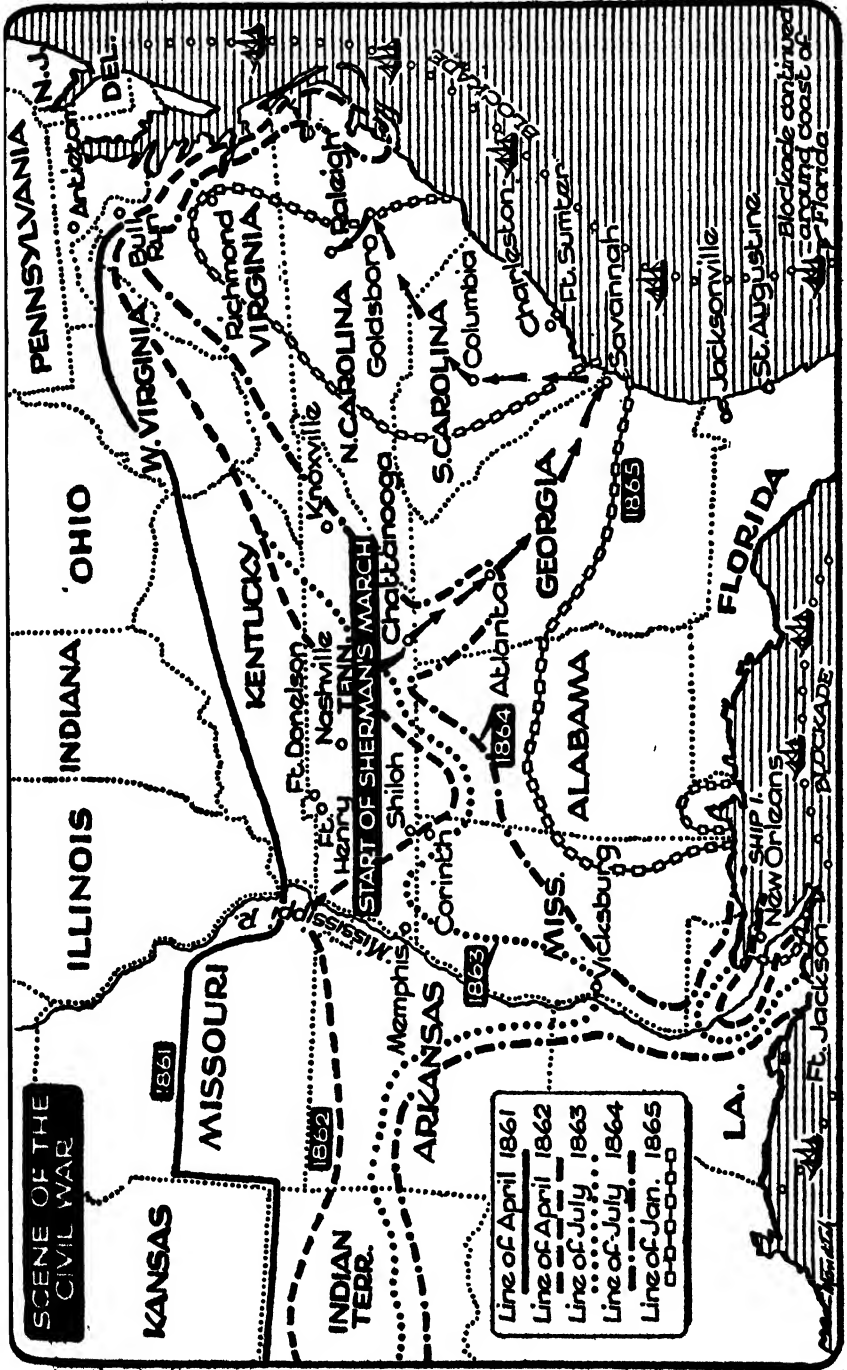 SCENE OF THE
CIVIL WAR
KANSAS
INDIAN
TERR.
1861
MISSOURI
1862
ARKANSAS
Memphis
1863
LA.
Ft. Jackson
ILLINOIS
Mississippi
R.
INDIANA
OHIO
PENNSYLVANIA
N.J.
DEL.
Antietam
Bull
Run
W. VIRGINIA
KENTUCKY
Richmond
VIRGINIA
Ft. Donelson
Ft.
Henry
Nashville
TENN.
Knoxville
START OF SHERMAN'S MARCH
Chattanooga
Shiloh
Corinth
N. CAROLINA
Raleigh
Goldsboro
S. CAROLINA
Columbia
Charleston
Ft. Sumter
Savannah
MISS.
Vicksburg
1864
Atlanta
ALABAMA
GEORGIA
1865
FLORIDA
Jacksonville
St. Augustine
SHIP I.
New Orleans
BLOCKADE
BLOCKADE
Blockade continued
around coast of
Florida
Line of April 1861
Line of April 1862
Line of July 1863
Line of July 1864
Line of Jan. 1865